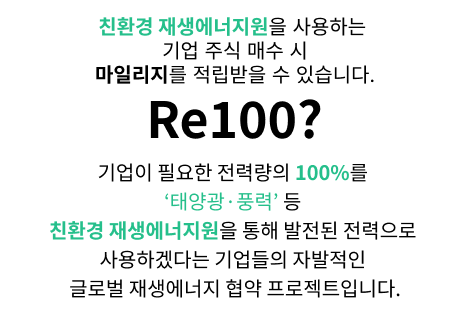 친환경 재생에너지원을 사용하는
기업 주식 매수 시
마일리지를 적립받을 수 있습니다.
Re100?
기업이 필요한 전력량의 100%를
‘태양광·풍력’ 등
친환경 재생에너지원을 통해 발전된 전력으로
사용하겠다는 기업들의 자발적인
글로벌 재생에너지 협약 프로젝트입니다.